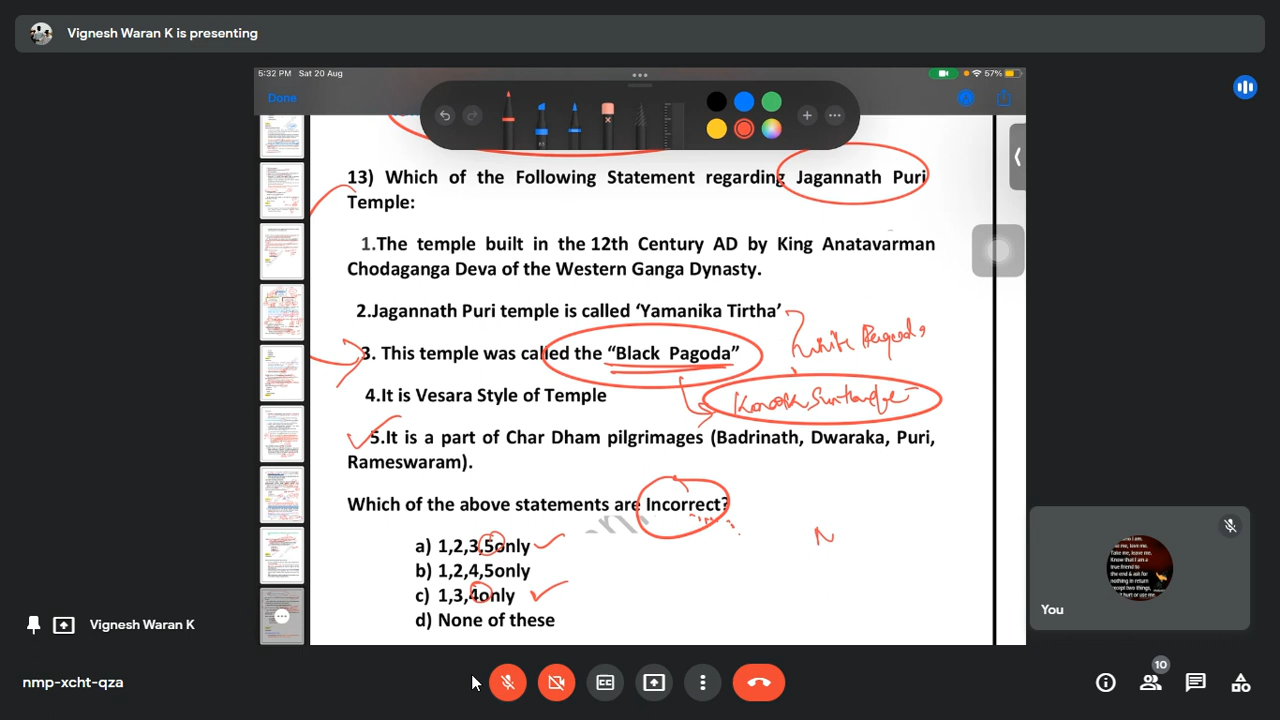 Vignesh Waran K is presenting
5:32 PM Sat 20 Aug
57%
Done
13) Which of the Following Statement regarding Jagannath Puri
Temple:
1.The temple built in the 12th Century AD by King Anatavarman
Chodaganga Deva of the Western Ganga Dynasty.
2.Jagannath Puri temple is called ‘Yamanika Tirtha’
white Pagoda,
3. This temple was called the “Black Pagada”
4.It is Vesara Style of Temple
5.It is a part of Char Dham pilgrimages (Badrinath, Dwaraka, Puri,
Rameswaram).
Which of the above statements are Incorrect?
a) 1,2,3,5only
b) 1,2,4,5only
c) 1,3,4only
d) None of these
N
You
Vignesh Waran K
nmp-xcht-qza
10